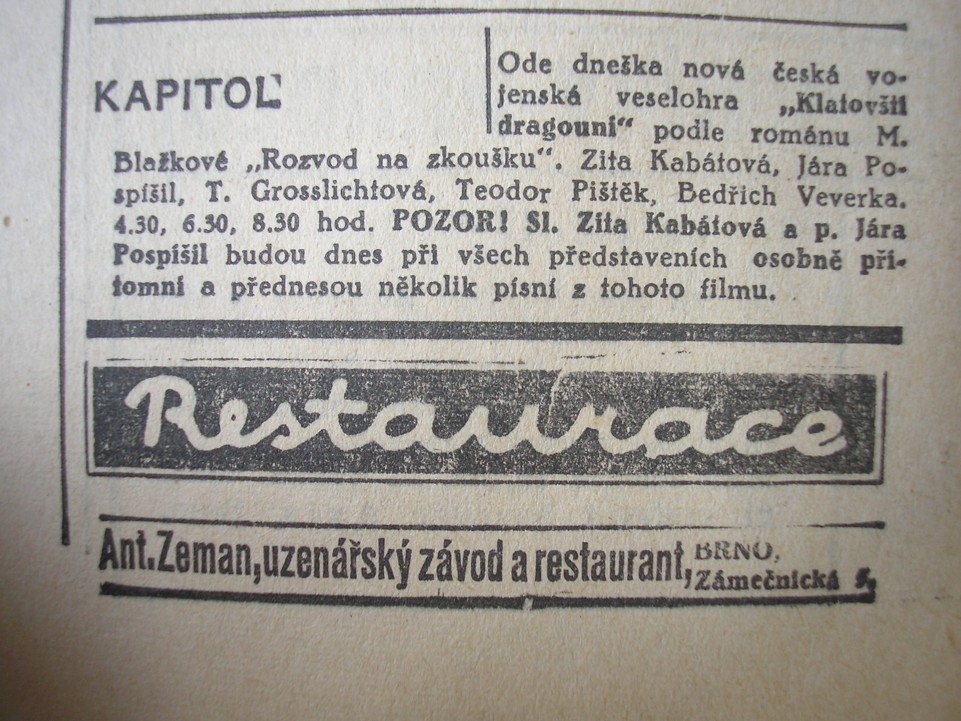 KAPITOL
Ode dneška nová česká vo-
jenská veselohra „Klatovští
dragouni“ podle románu M.
Blažkové „Rozvod na zkoušku“. Zita Kabátová, Jára Po-
spíšil, T. Grosslichtová, Teodor Pištěk, Bedřich Veverka.
4.30, 6.30, 8.30 hod. POZOR! Sl. Zita Kabátová a p. Jára
Pospíšil budou dnes při všech představeních osobně pří-
tomni a přednesou několik písní z tohoto filmu.
Restaurace
Ant. Zeman, uzenářský závod a restaurant,
BRNO,
Zámečnická